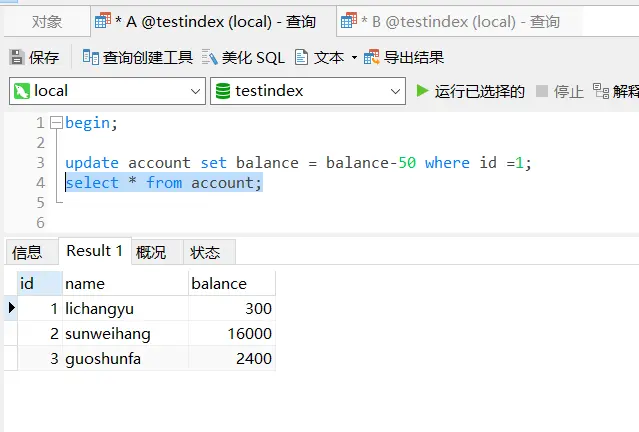 对象 * A @testindex (local) - 查询 * B @testindex (local) - 查询
保存 查询创建工具 美化 SQL 文本 导出结果
local testindex 运行已选择的 停止 解释
1 begin;
2
3 update account set balance = balance-50 where id =1;
4 select * from account;
5
6
信息 Result 1 概况 状态
id name balance
1 lichangyu 300
2 sunweihang 16000
3 guoshunfa 2400